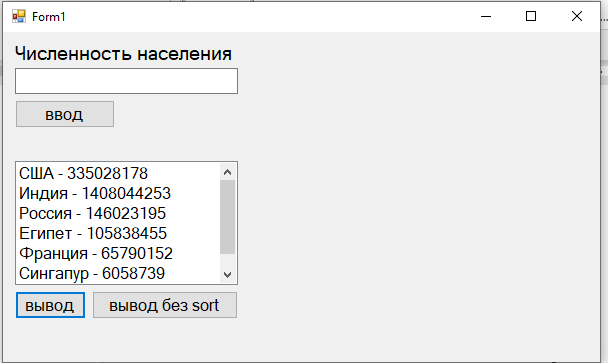 Form1
Численность населения
ввод
США - 335028178
Индия - 1408044253
Россия - 146023195
Египет - 105838455
Франция - 65790152
Сингапур - 6058739
вывод вывод без sort